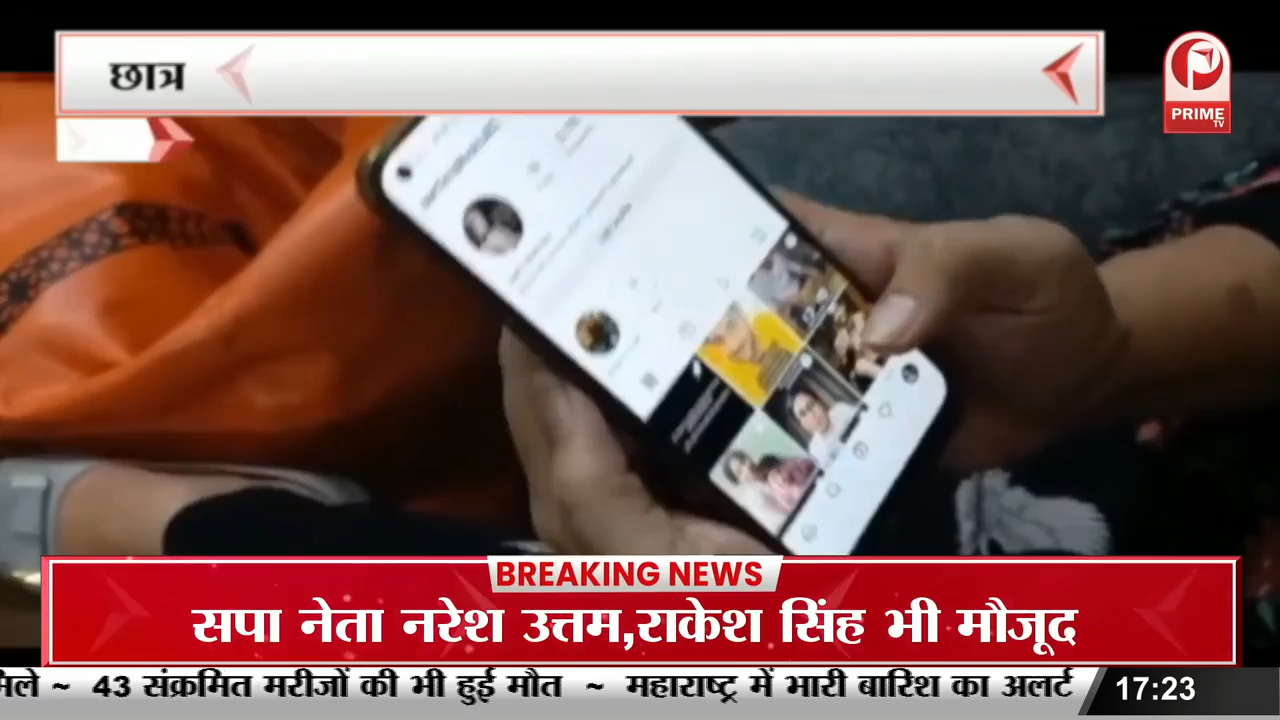 छात्र
PRIME
TV
BREAKING NEWS
सपा नेता नरेश उत्तम,राकेश सिंह भी मौजूद
मिले ~ 43 संक्रमित मरीजों की भी हुई मौत ~ महाराष्ट्र में भारी बारिश का अलर्ट
17:23